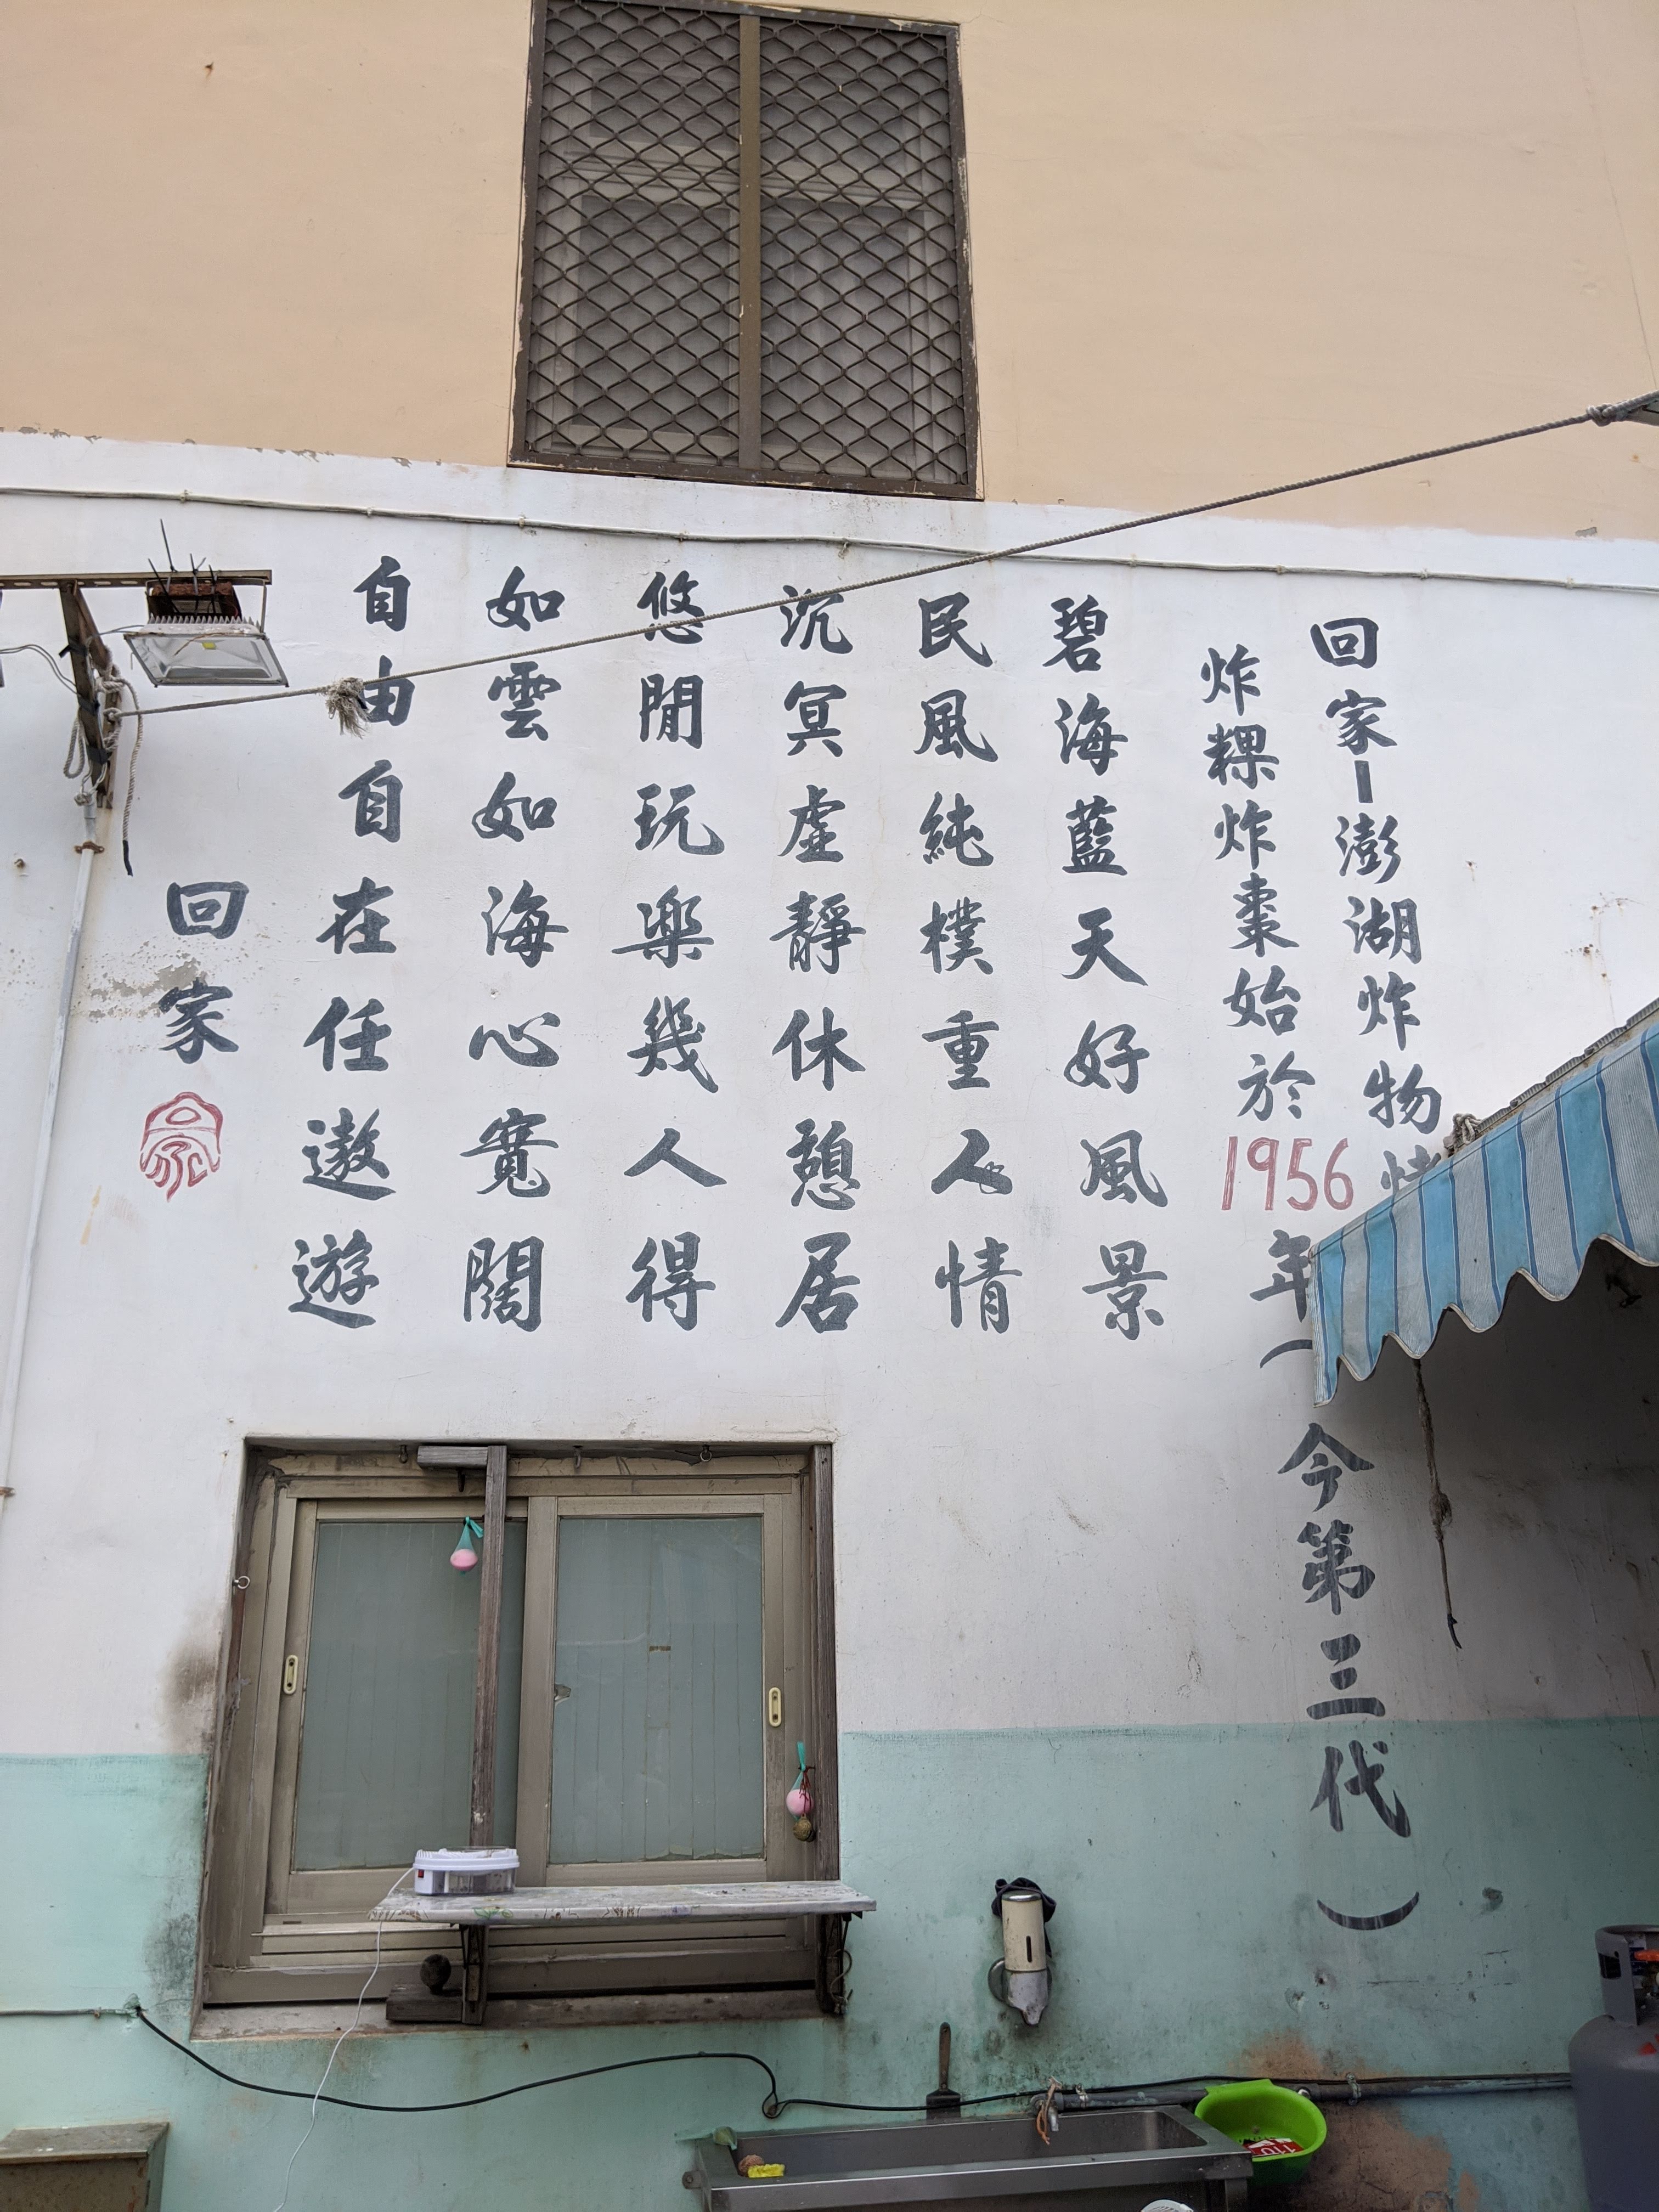 回家－澎湖炸物
炸粿炸棗始於1956年(今第三代)
碧海藍天好風景
民風純樸重人情
沉冥虛靜休憩居
悠閒玩樂幾人得
如雲如海心寬闊
自由自在任遨遊
回家
110